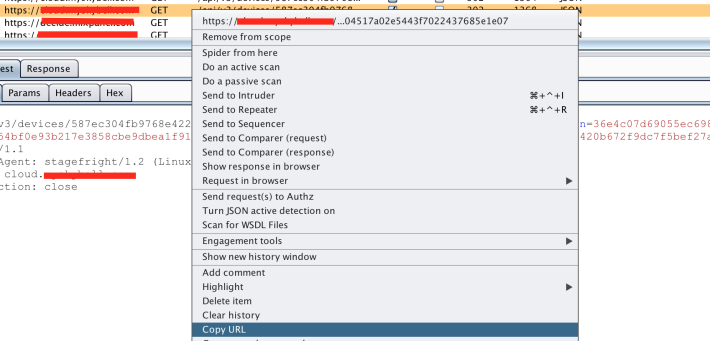 https:// GET
https:// GET
https:// GET
https:// /...04517a02e5443f7022437685e1e07
Remove from scope
Spider from here
Do an active scan
Do a passive scan
Send to Intruder ⌘+^+I
Send to Repeater ⌘+^+R
Send to Sequencer
Send to Comparer (request)
Send to Comparer (response)
Show response in browser
Request in browser
Send request(s) to Authz
Turn JSON active detection on
Scan for WSDL Files
Engagement tools
Show new history window
Add comment
Highlight
Delete item
Clear history
Copy URL
est Response
Params Headers Hex
v3/devices/587ec304fb9768e422 n=36e4c07d69055ec698
54bf0e93b217e3858cbe9dbea1f91 420b672f9dc7f5bef27a
/1.1
Agent: stagefright/1.2 (Linux
cloud.
ction: close